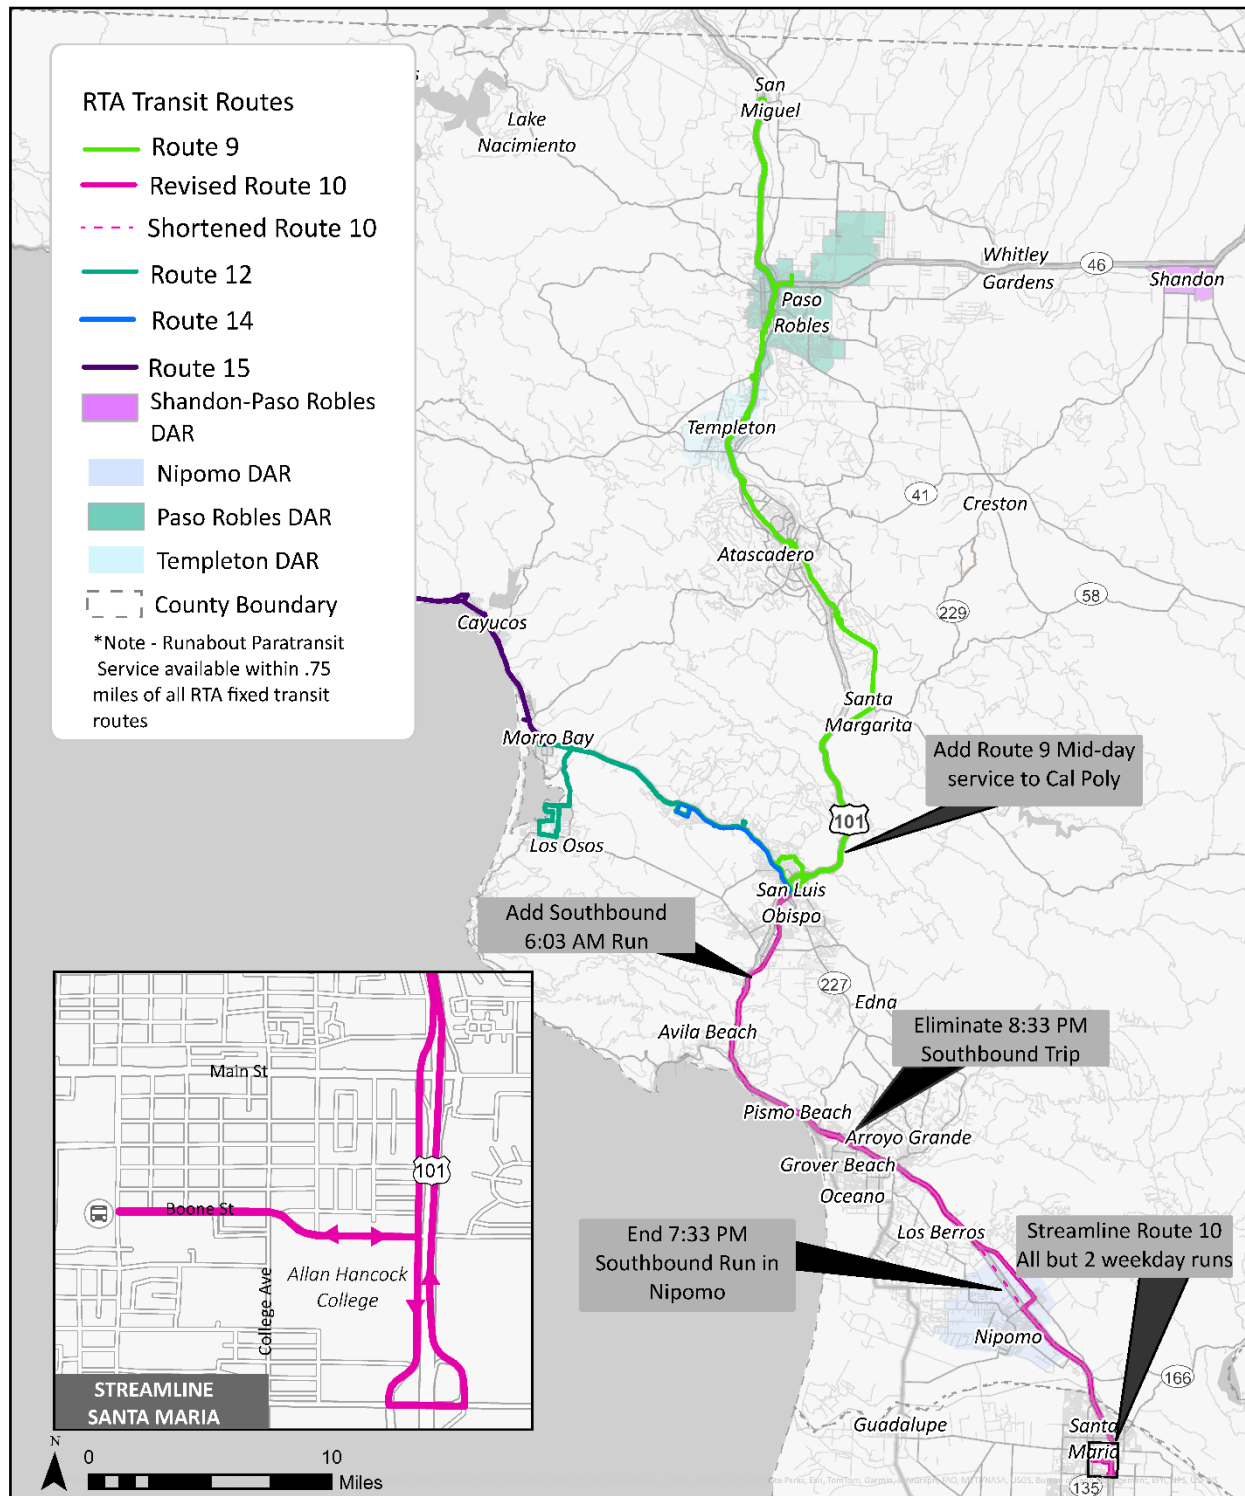 RTA Transit Routes
Route 9
Revised Route 10
Shortened Route 10
Route 12
Route 14
Route 15
Shandon-Paso Robles
DAR
Nipomo DAR
Paso Robles DAR
Templeton DAR
County Boundary
*Note - Runabout Paratransit
Service available within .75
miles of all RTA fixed transit
routes
San
Miguel
Lake
Nacimiento
Whitley
Gardens
46
Shandon
Paso
Robles
Templeton
41
Creston
Atascadero
58
229
Cayucos
Santa
Margarita
Morro Bay
Add Route 9 Mid-day
service to Cal Poly
101
Los Osos
San Luis
Obispo
Add Southbound
6:03 AM Run
227
Edna
Avila Beach
Eliminate 8:33 PM
Southbound Trip
Pismo Beach
Arroyo Grande
Grover Beach
Oceano
Los Berros
End 7:33 PM
Southbound Run in
Nipomo
Streamline Route 10
All but 2 weekday runs
Nipomo
166
Guadalupe
Santa
Maria
135
Main St
101
Boone St
Allan Hancock
College
College Ave
STREAMLINE
SANTA MARIA
N
0 10
Miles